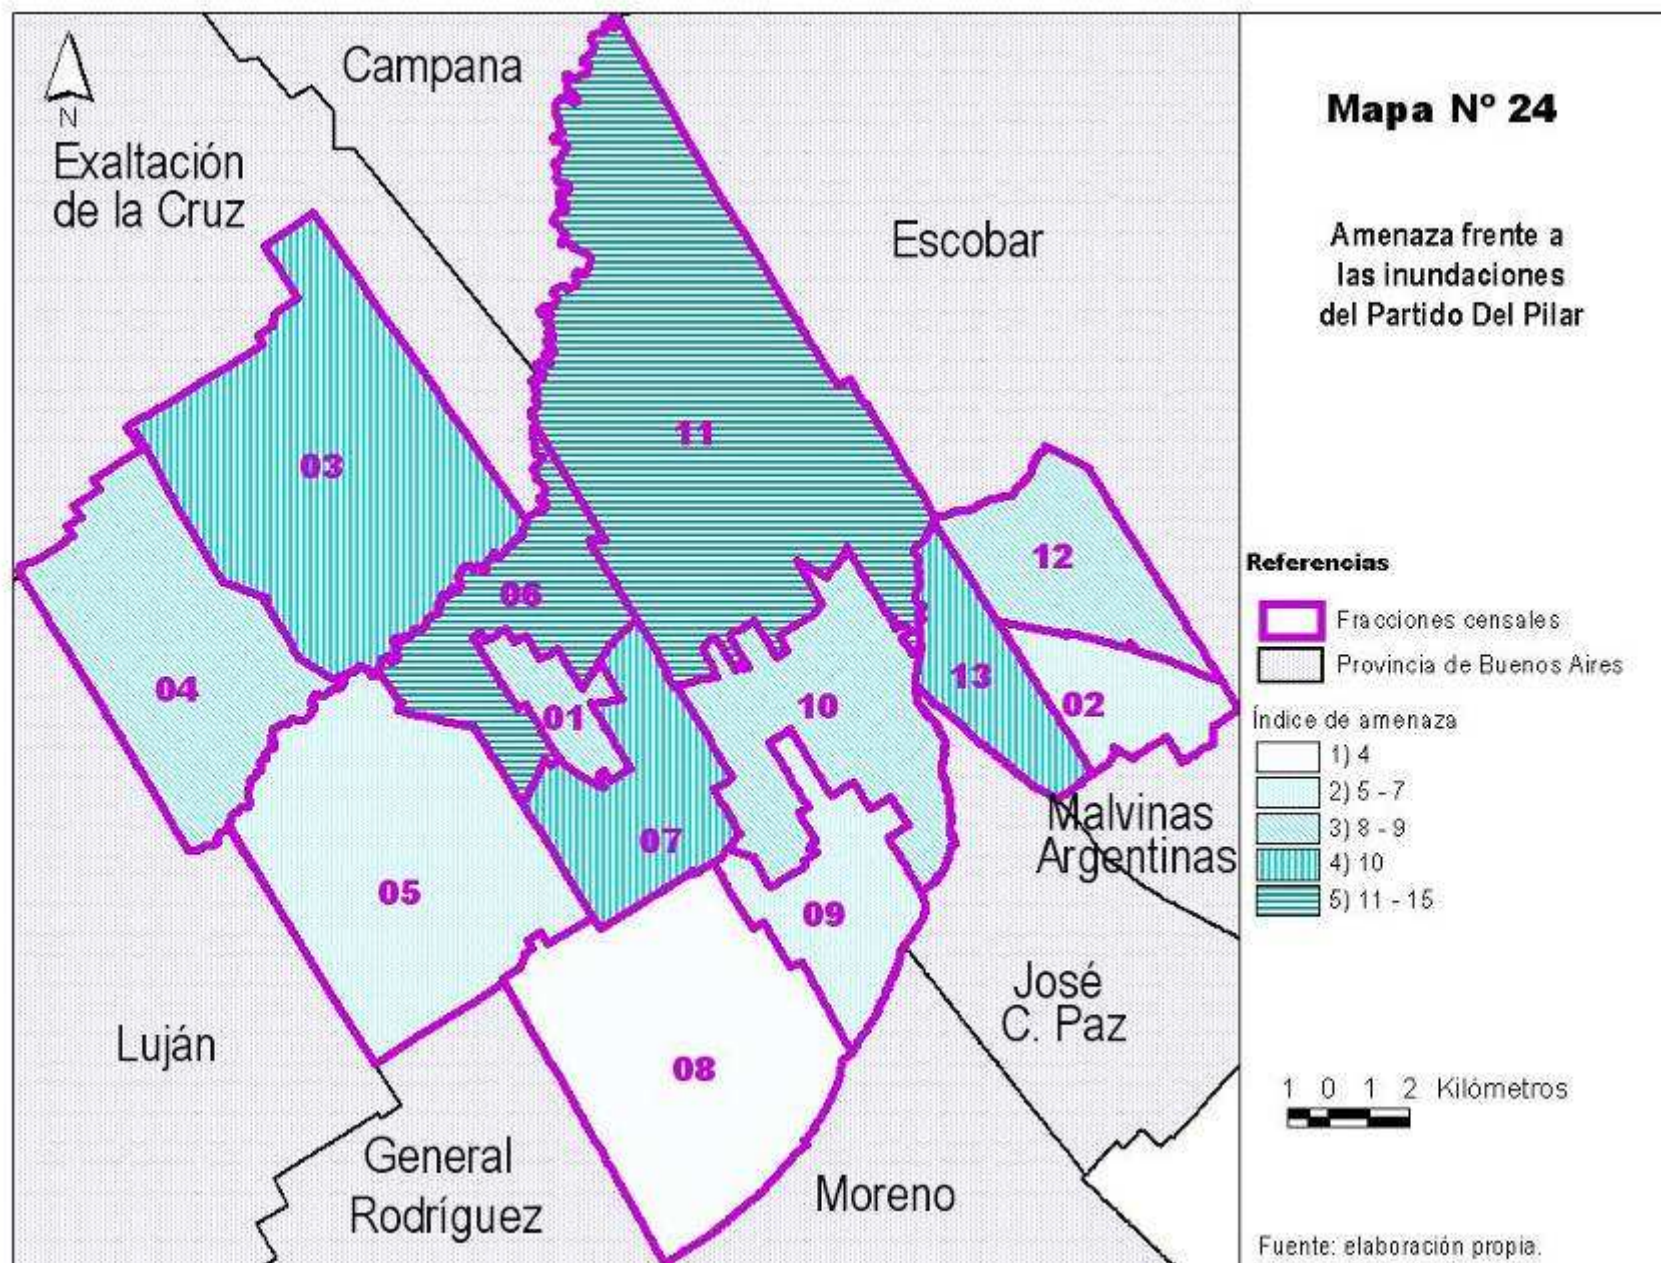 Mapa Nº 24
Amenaza frente a
las inundaciones
del Partido Del Pilar
Campana
N
Exaltación
de la Cruz
Escobar
11
03
12
06
04
13
02
01
10
Malvinas
Argentinas
07
05
09
José
C. Paz
Luján
08
General
Rodríguez
Moreno
Referencias
Fracciones censales
Provincia de Buenos Aires
Índice de amenaza
1) 4
2) 5 - 7
3) 8 - 9
4) 10
5) 11 - 15
1 0 1 2 Kilómetros
Fuente: elaboración propia.